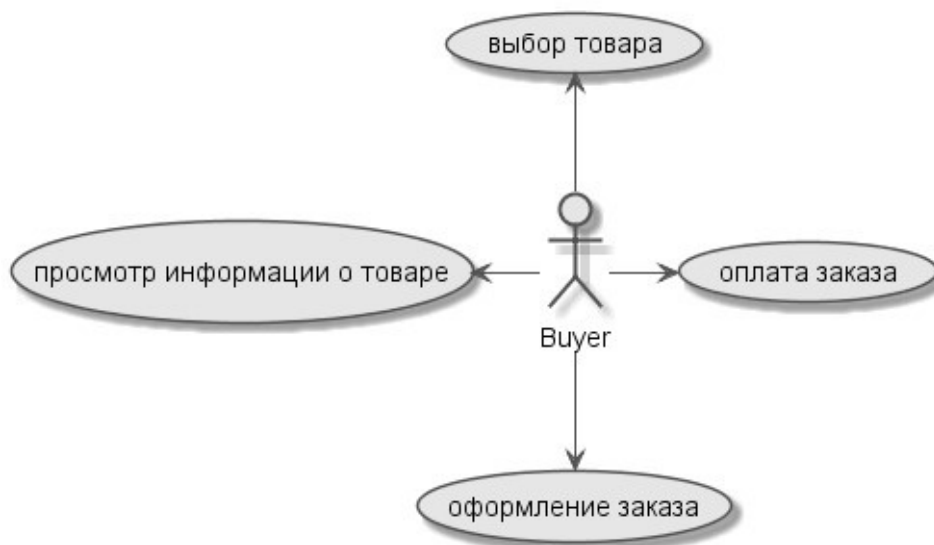 выбор товара
просмотр информации о товаре
оплата заказа
Buyer
оформление заказа